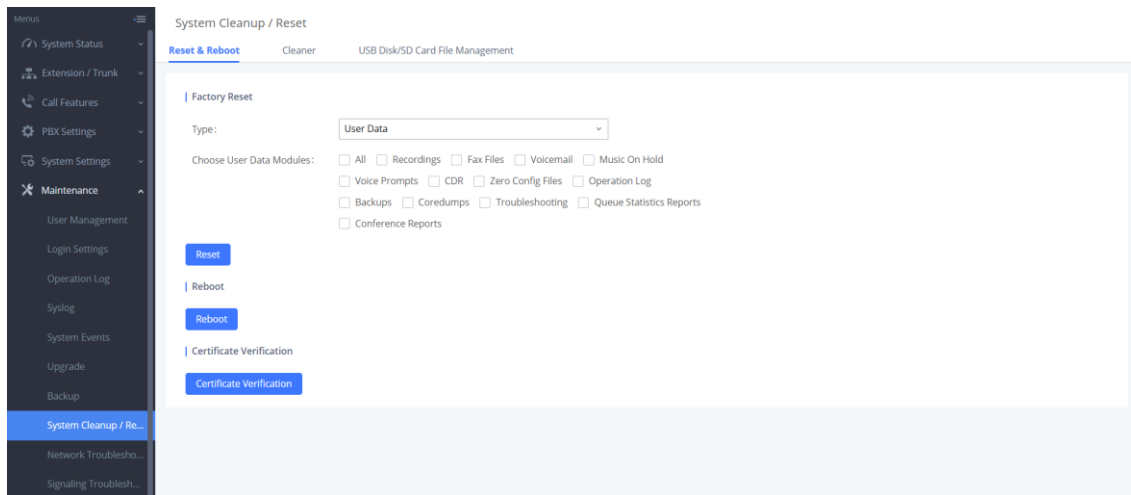 Menus
System Status
Extension / Trunk
Call Features
PBX Settings
System Settings
Maintenance
User Management
Login Settings
Operation Log
Syslog
System Events
Upgrade
Backup
System Cleanup / Re...
Network Troublesho...
Signaling Troublesh...
System Cleanup / Reset
Reset & Reboot Cleaner USB Disk/SD Card File Management
Factory Reset
Type: User Data
Choose User Data Modules: All Recordings Fax Files Voicemail Music On Hold
Voice Prompts CDR Zero Config Files Operation Log
Backups Coredumps Troubleshooting Queue Statistics Reports
Conference Reports
Reset
Reboot
Reboot
Certificate Verification
Certificate Verification